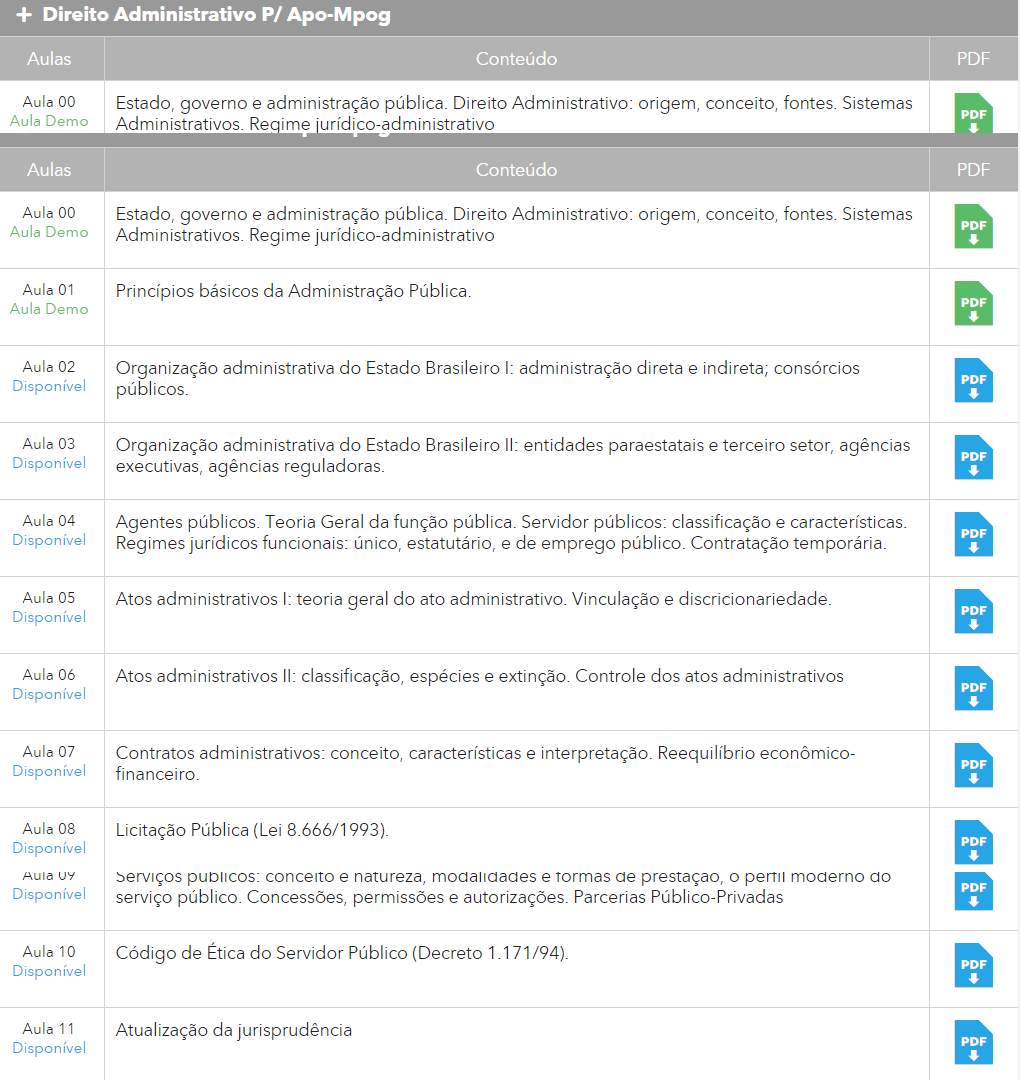 + Direito Administrativo P/ Apo-Mpog
Aulas Conteúdo PDF
Aula 00 Estado, governo e administração pública. Direito Administrativo: origem, conceito, fontes. Sistemas
Aula Demo Administrativos. Regime jurídico-administrativo PDF
Aulas Conteúdo PDF
Aula 00 Estado, governo e administração pública. Direito Administrativo: origem, conceito, fontes. Sistemas
Aula Demo Administrativos. Regime jurídico-administrativo PDF
Aula 01 Princípios básicos da Administração Pública.
Aula Demo PDF
Aula 02 Organização administrativa do Estado Brasileiro I: administração direta e indireta; consórcios
Disponível públicos. PDF
Aula 03 Organização administrativa do Estado Brasileiro II: entidades paraestatais e terceiro setor, agências
Disponível executivas, agências reguladoras. PDF
Aula 04 Agentes públicos. Teoria Geral da função pública. Servidor públicos: classificação e características.
Disponível Regimes jurídicos funcionais: único, estatutário, e de emprego público. Contratação temporária. PDF
Aula 05 Atos administrativos I: teoria geral do ato administrativo. Vinculação e discricionariedade.
Disponível PDF
Aula 06 Atos administrativos II: classificação, espécies e extinção. Controle dos atos administrativos
Disponível PDF
Aula 07 Contratos administrativos: conceito, características e interpretação. Reequilíbrio econômico-
Disponível financeiro. PDF
Aula 08 Licitação Pública (Lei 8.666/1993).
Disponível PDF
Aula 09 Serviços públicos: conceito e natureza, modalidades e formas de prestação, o perfil moderno do
Disponível serviço público. Concessões, permissões e autorizações. Parcerias Público-Privadas PDF
Aula 10 Código de Ética do Servidor Público (Decreto 1.171/94).
Disponível PDF
Aula 11 Atualização da jurisprudência
Disponível PDF